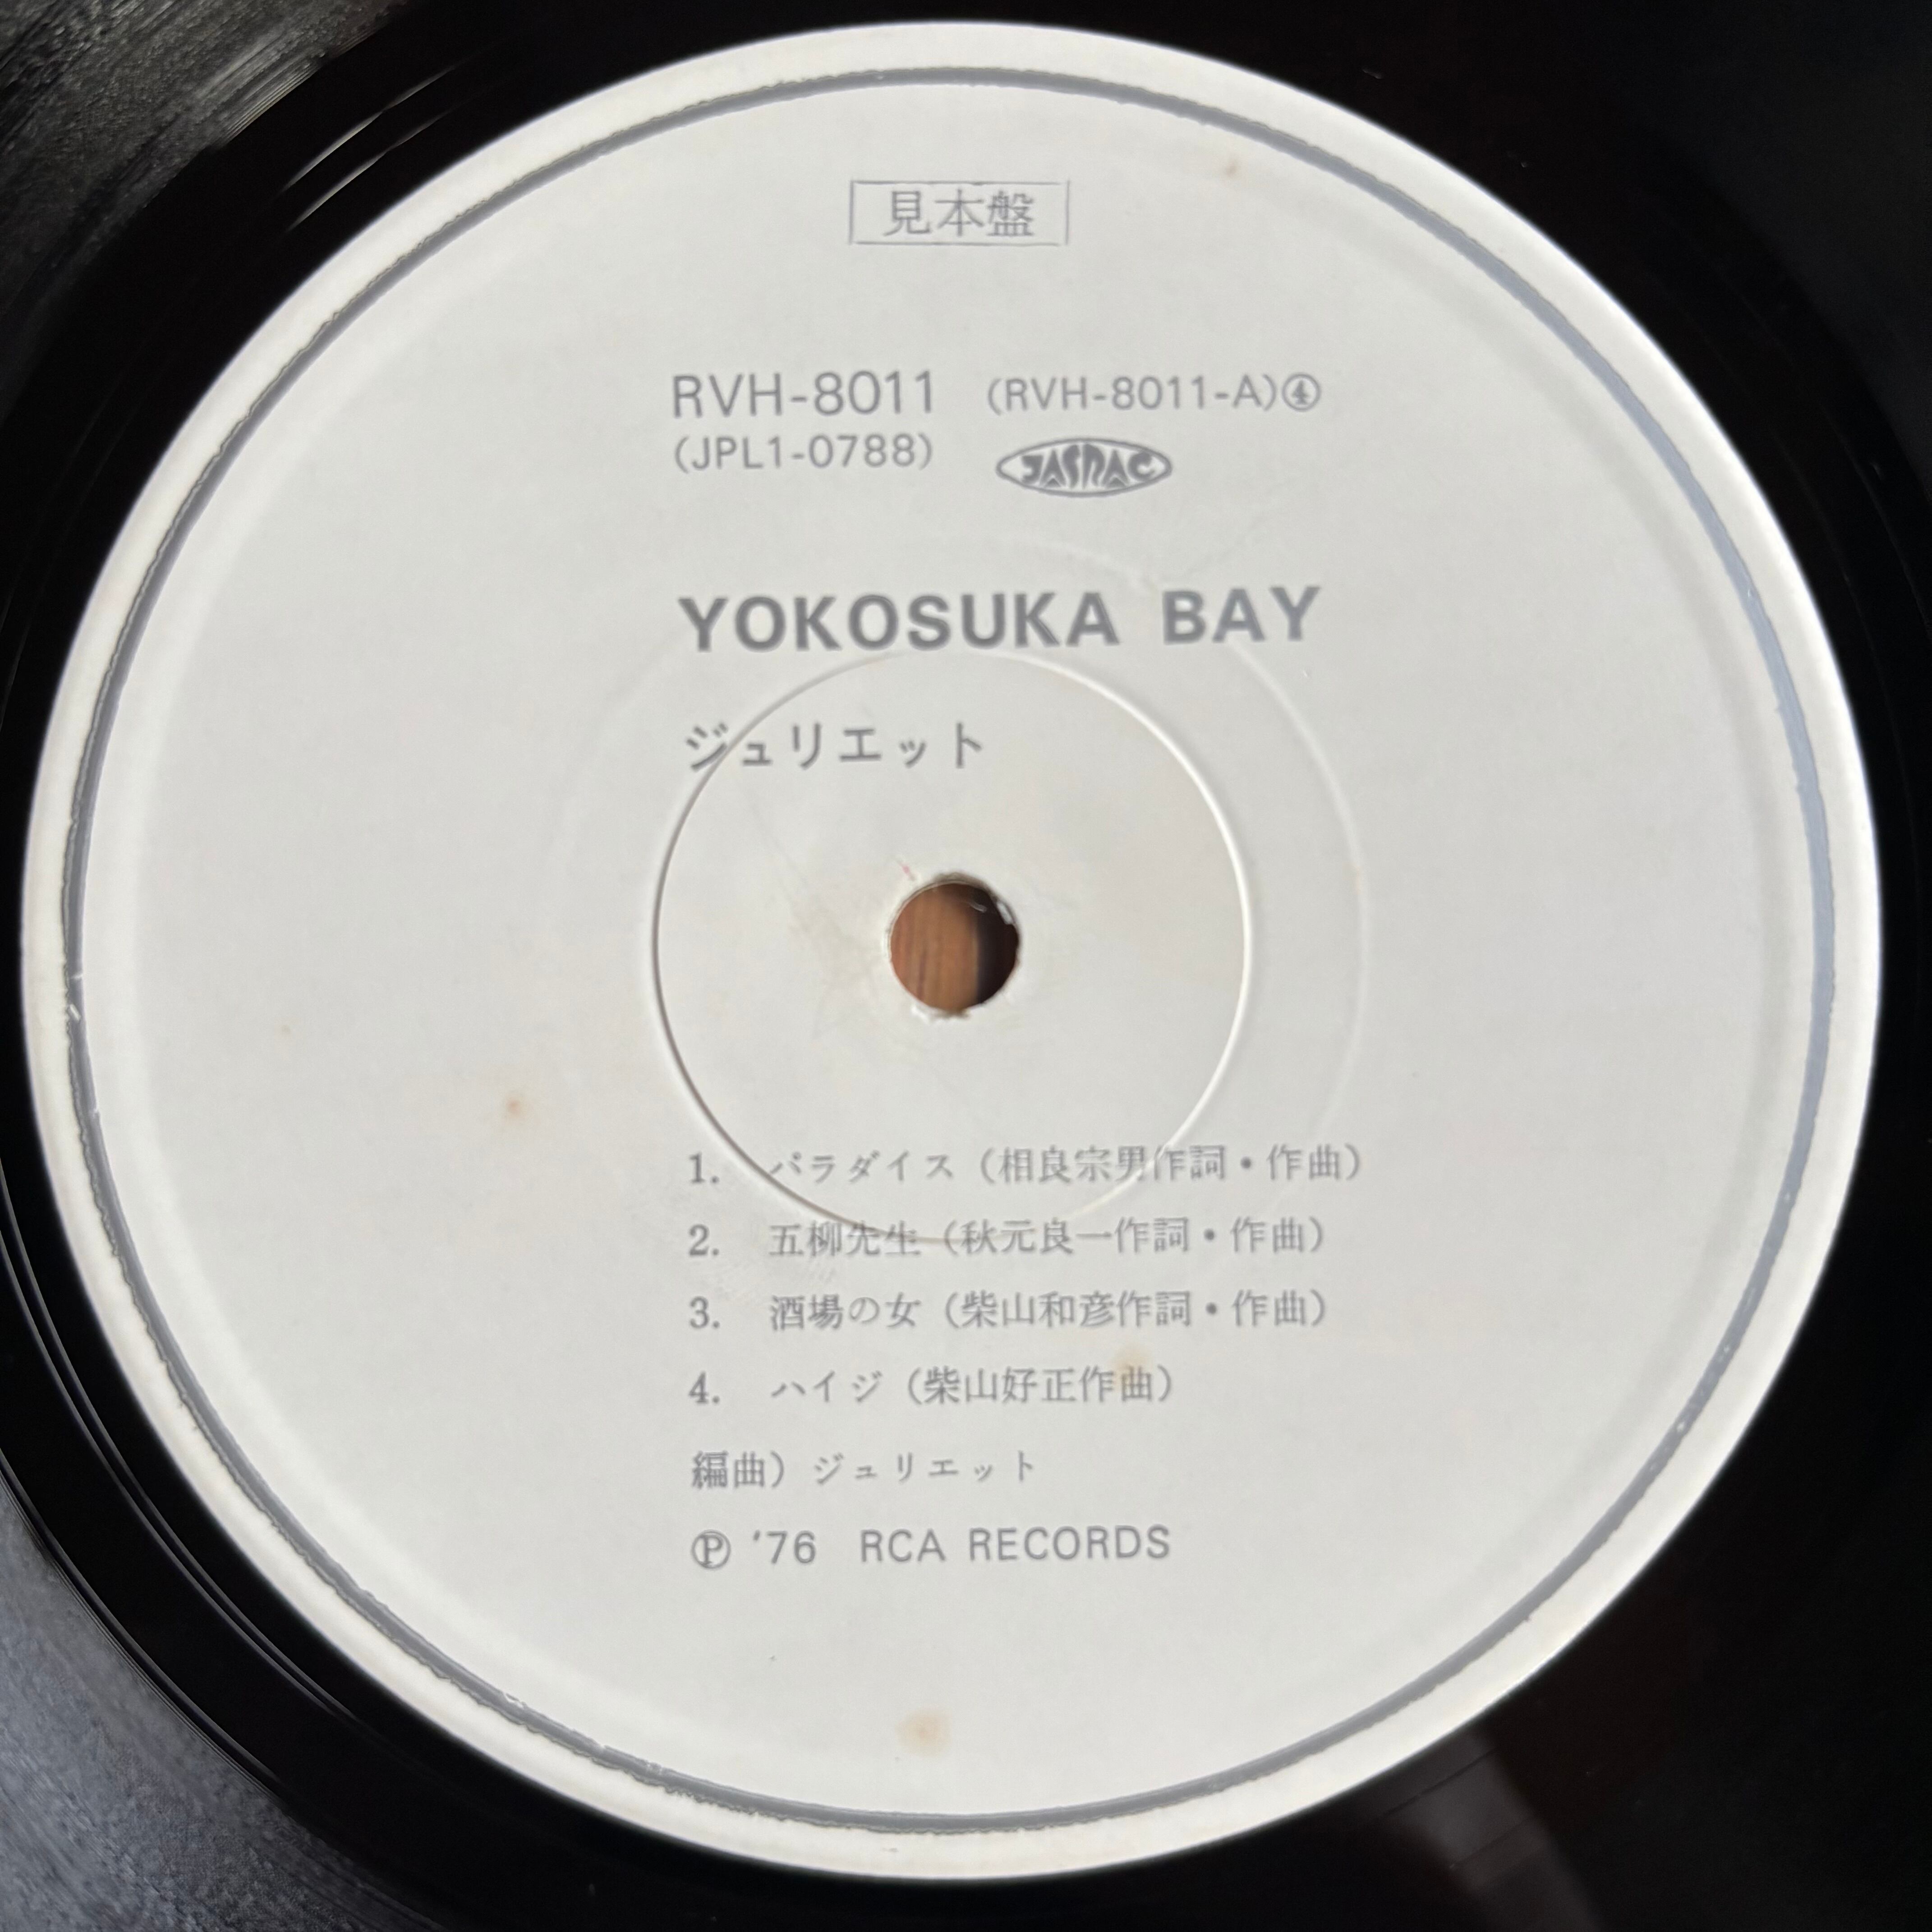 見本盤
RVH-8011 (RVH-8011-A)④
(JPL1-0788) JASRAC
YOKOSUKA BAY
ジュリエット
1. パラダイス（相良宗男作詞・作曲）
2. 五柳先生（秋元良一作詞・作曲）
3. 酒場の女（柴山和彦作詞・作曲）
4. ハイジ（柴山好正作曲）
編曲）ジュリエット
Ⓟ '76 RCA RECORDS